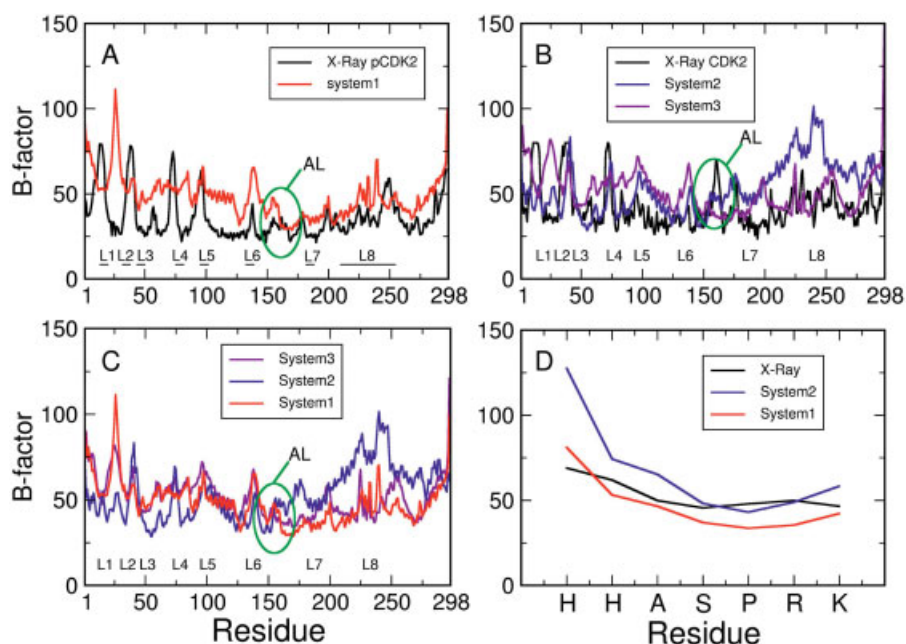 A
X-Ray pCDK2
system1
AL
B-factor
150
100
50
0
L1 L2 L3 L4 L5 L6 L7 L8
1 50 100 150 200 250 298
B
X-Ray CDK2
System2
System3
AL
B-factor
150
100
50
0
L1 L2 L3 L4 L5 L6 L7 L8
1 50 100 150 200 250 298
C
System3
System2
System1
AL
B-factor
150
100
50
0
L1 L2 L3 L4 L5 L6 L7 L8
1 50 100 150 200 250 298
Residue
D
X-Ray
System2
System1
150
100
50
0
H H A S P R K
Residue